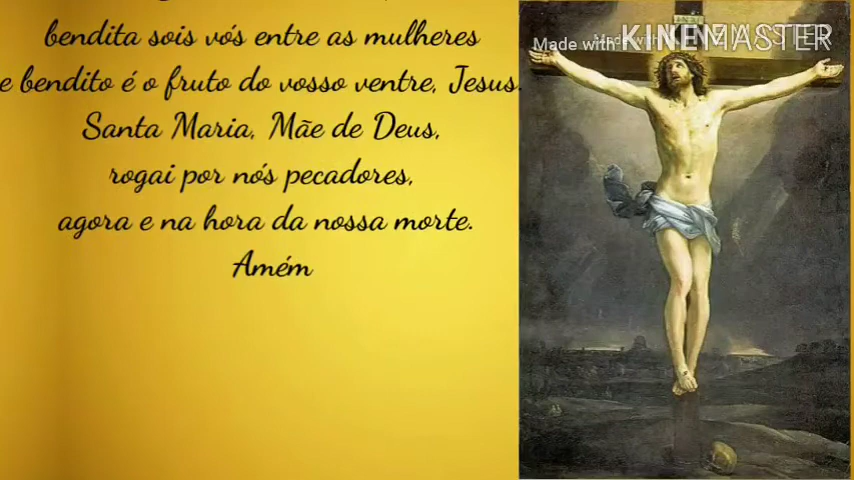 bendita sois vós entre as mulheres
e bendito é o fruto do vosso ventre, Jesus.
Santa Maria, Mãe de Deus,
rogai por nós pecadores,
agora e na hora da nossa morte.
Amém
Made with KINEMASTER